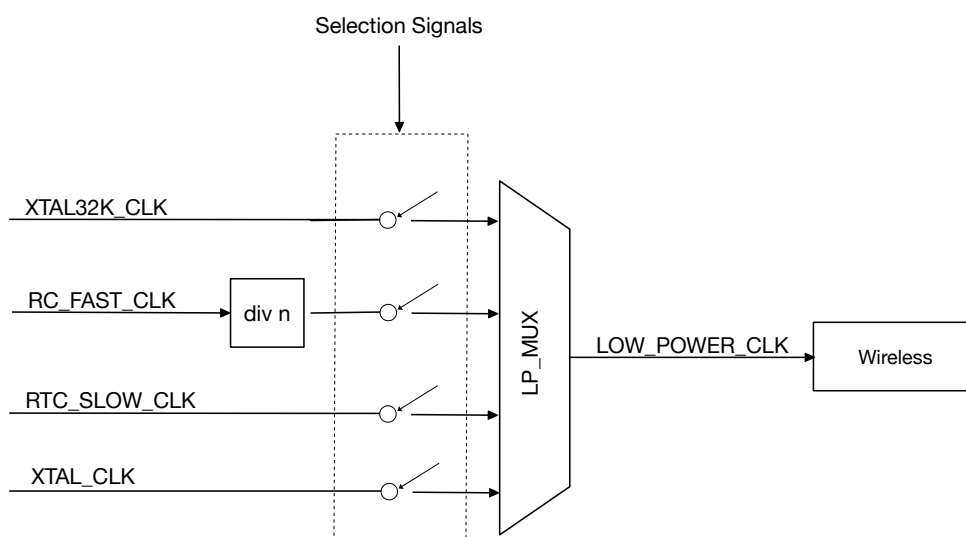 Selection Signals
XTAL32K_CLK
RC_FAST_CLK
div n
RTC_SLOW_CLK
XTAL_CLK
LP_MUX
LOW_POWER_CLK
Wireless